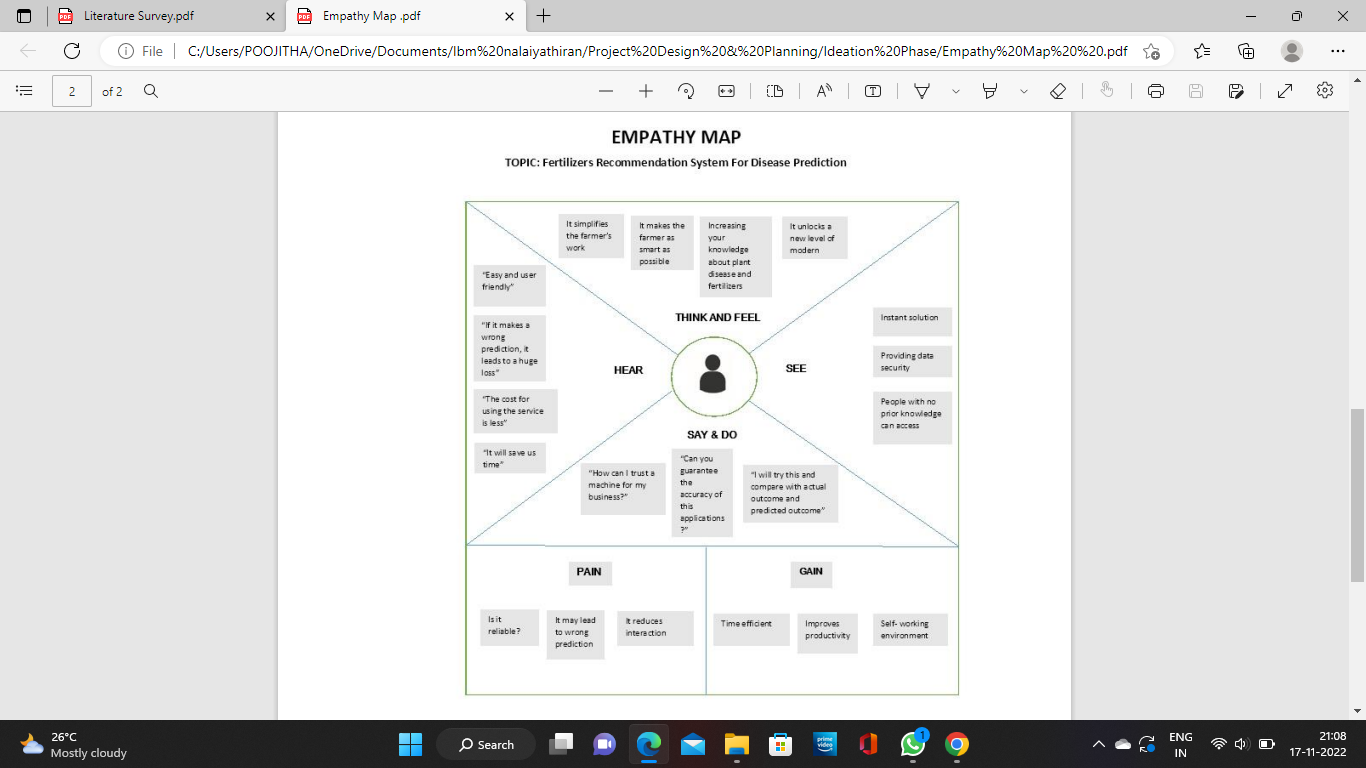 Literature Survey.pdf
Empathy Map .pdf
File
C:/Users/POOJITHA/OneDrive/Documents/Ibm%20nalaiyathiran/Project%20Design%20&%20Planning/Ideation%20Phase/Empathy%20Map%20%20.pdf
2
of 2
EMPATHY MAP
TOPIC: Fertilizers Recommendation System For Disease Prediction
It simplifies
the farmer's
work
It makes the
farmer as
smart as
possible
Increasing
your
knowledge
about plant
disease and
fertilizers
It unlocks a
new level of
modern
THINK AND FEEL
"Easy and user
friendly"
"If it makes a
wrong
prediction, it
leads to a huge
loss"
"The cost for
using the service
is less"
"It will save us
time"
HEAR
SEE
Instant solution
Providing data
security
People with no
prior knowledge
can access
SAY & DO
"How can I trust a
machine for my
business?"
"Can you
guarantee
the
accuracy of
this
applications
?"
"I will try this and
compare with actual
outcome and
predicted outcome"
PAIN
Is it
reliable?
It may lead
to wrong
prediction
It reduces
interaction
GAIN
Time efficient
Improves
productivity
Self- working
environment
26°C
Mostly cloudy
Search
prime
video
1
ENG
IN
21:08
17-11-2022